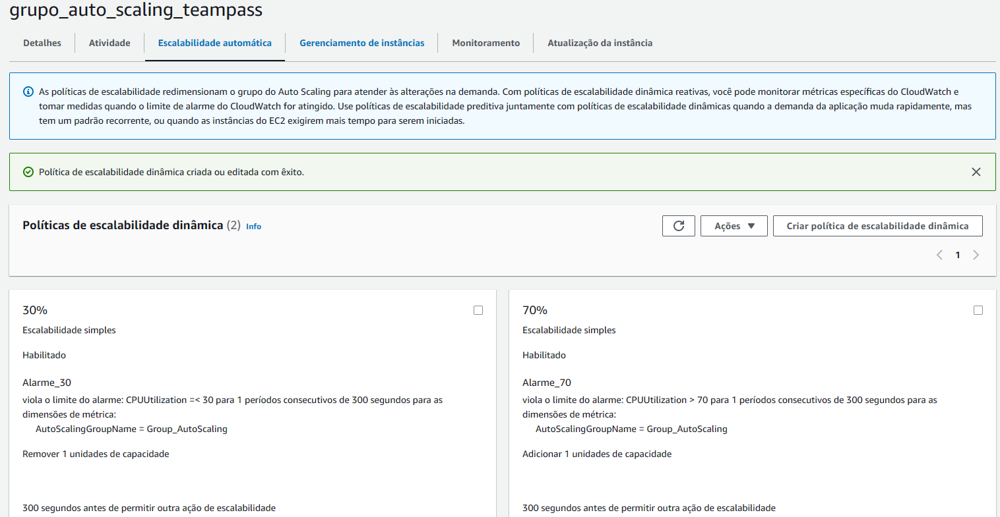 grupo_auto_scaling_teampass
Detalhes
Atividade
Escalabilidade automática
Gerenciamento de instâncias
Monitoramento
Atualização da instância
As políticas de escalabilidade redimensionam o grupo do Auto Scaling para atender às alterações na demanda. Com políticas de escalabilidade dinâmica reativas, você pode monitorar métricas específicas do CloudWatch e
tomar medidas quando o limite de alarme do CloudWatch for atingido. Use políticas de escalabilidade preditiva juntamente com políticas de escalabilidade dinâmicas quando a demanda da aplicação muda rapidamente, mas
tem um padrão recorrente, ou quando as instâncias do EC2 exigirem mais tempo para serem iniciadas.
Política de escalabilidade dinâmica criada ou editada com êxito.
Políticas de escalabilidade dinâmica (2) Info
Ações
Criar política de escalabilidade dinâmica
1
30%
Escalabilidade simples
Habilitado
Alarme_30
viola o limite do alarme: CPUUtilization =< 30 para 1 períodos consecutivos de 300 segundos para as
dimensões de métrica:
AutoScalingGroupName = Group_AutoScaling
Remover 1 unidades de capacidade
300 segundos antes de permitir outra ação de escalabilidade
70%
Escalabilidade simples
Habilitado
Alarme_70
viola o limite do alarme: CPUUtilization > 70 para 1 períodos consecutivos de 300 segundos para as
dimensões de métrica:
AutoScalingGroupName = Group_AutoScaling
Adicionar 1 unidades de capacidade
300 segundos antes de permitir outra ação de escalabilidade